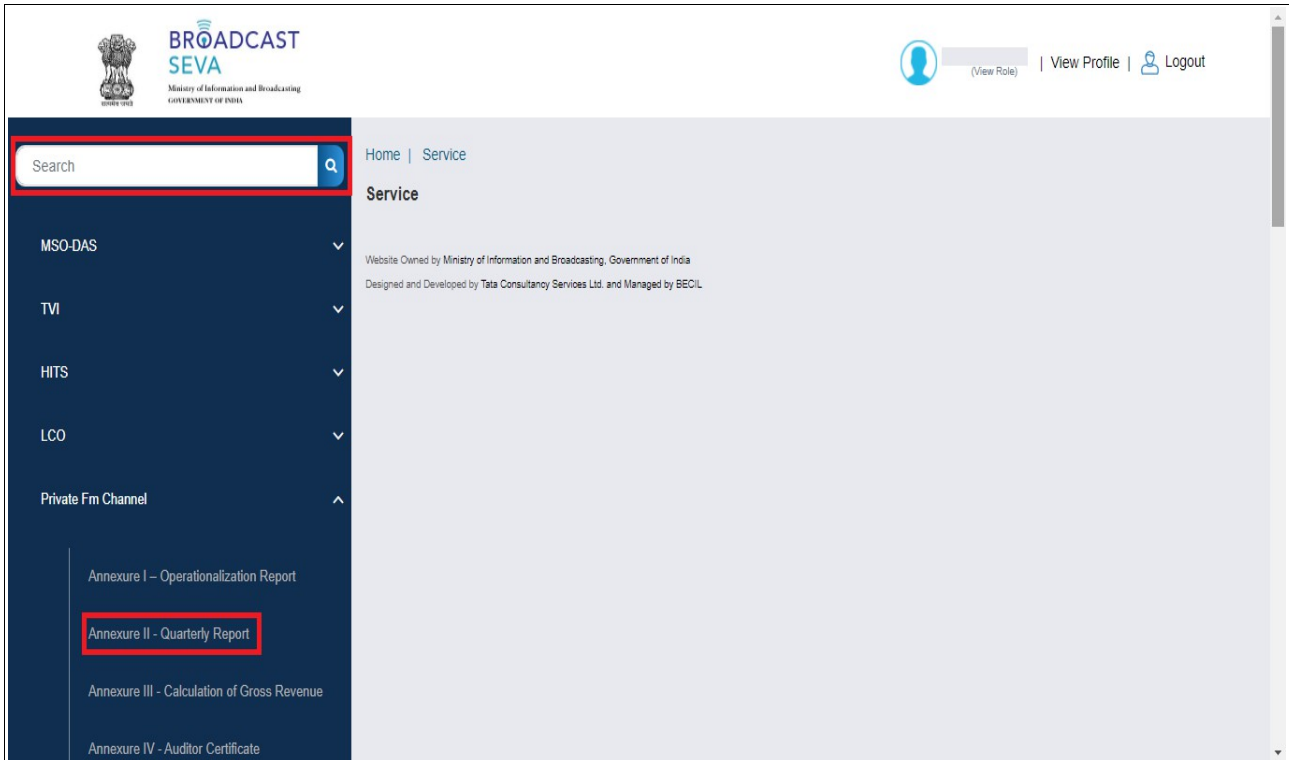 BROADCAST
SEVA
Ministry of Information and Broadcasting
GOVERNMENT OF INDIA
सत्यमेव जयते
(View Role)
| View Profile |
Logout
Search
Home | Service
Service
MSO-DAS
Website Owned by Ministry of Information and Broadcasting, Government of India
Designed and Developed by Tata Consultancy Services Ltd. and Managed by BECIL
TVI
HITS
LCO
Private Fm Channel
Annexure I – Operationalization Report
Annexure II - Quarterly Report
Annexure III - Calculation of Gross Revenue
Annexure IV - Auditor Certificate